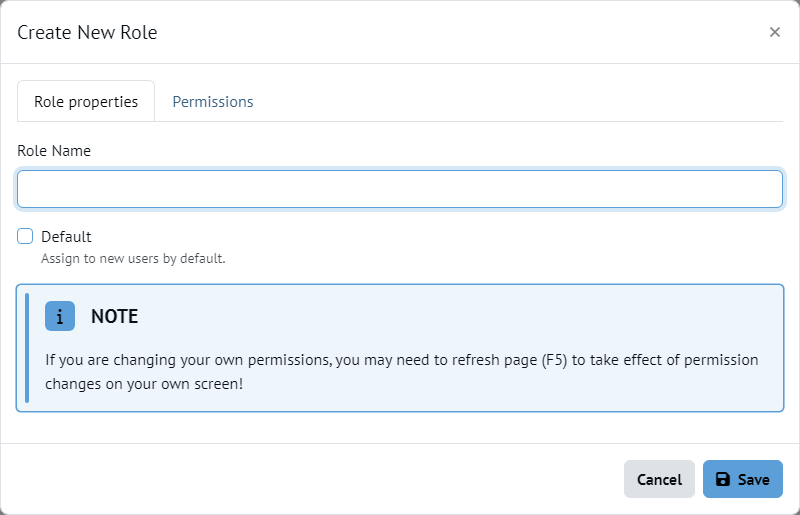 Create New Role
×
Role properties
Permissions
Role Name
Default
Assign to new users by default.
i
NOTE
If you are changing your own permissions, you may need to refresh page (F5) to take effect of permission
changes on your own screen!
Cancel
Save